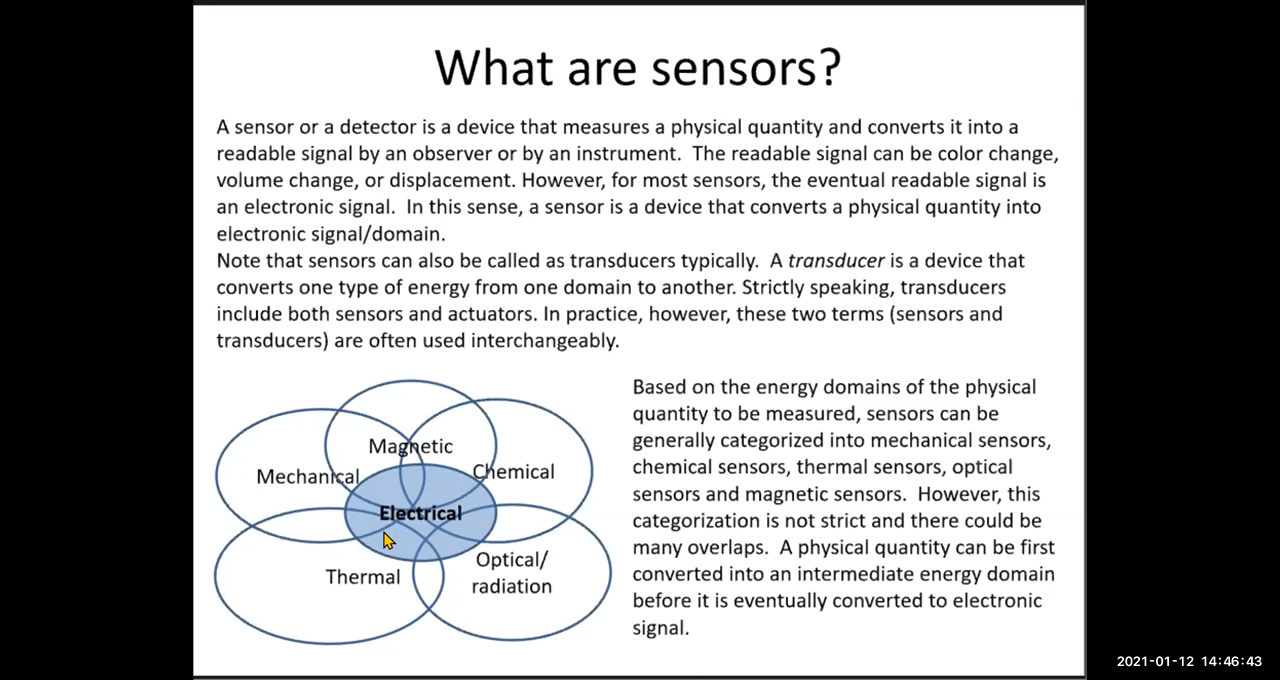 What are sensors?
A sensor or a detector is a device that measures a physical quantity and converts it into a
readable signal by an observer or by an instrument.  The readable signal can be color change,
volume change, or displacement. However, for most sensors, the eventual readable signal is
an electronic signal.  In this sense, a sensor is a device that converts a physical quantity into
electronic signal/domain.
Note that sensors can also be called as transducers typically.  A transducer is a device that
converts one type of energy from one domain to another. Strictly speaking, transducers
include both sensors and actuators. In practice, however, these two terms (sensors and
transducers) are often used interchangeably.
Magnetic
Mechanical
Chemical
Electrical
Thermal
Optical/
radiation
Based on the energy domains of the physical
quantity to be measured, sensors can be
generally categorized into mechanical sensors,
chemical sensors, thermal sensors, optical
sensors and magnetic sensors.  However, this
categorization is not strict and there could be
many overlaps.  A physical quantity can be first
converted into an intermediate energy domain
before it is eventually converted to electronic
signal.
2021-01-12 14:46:43